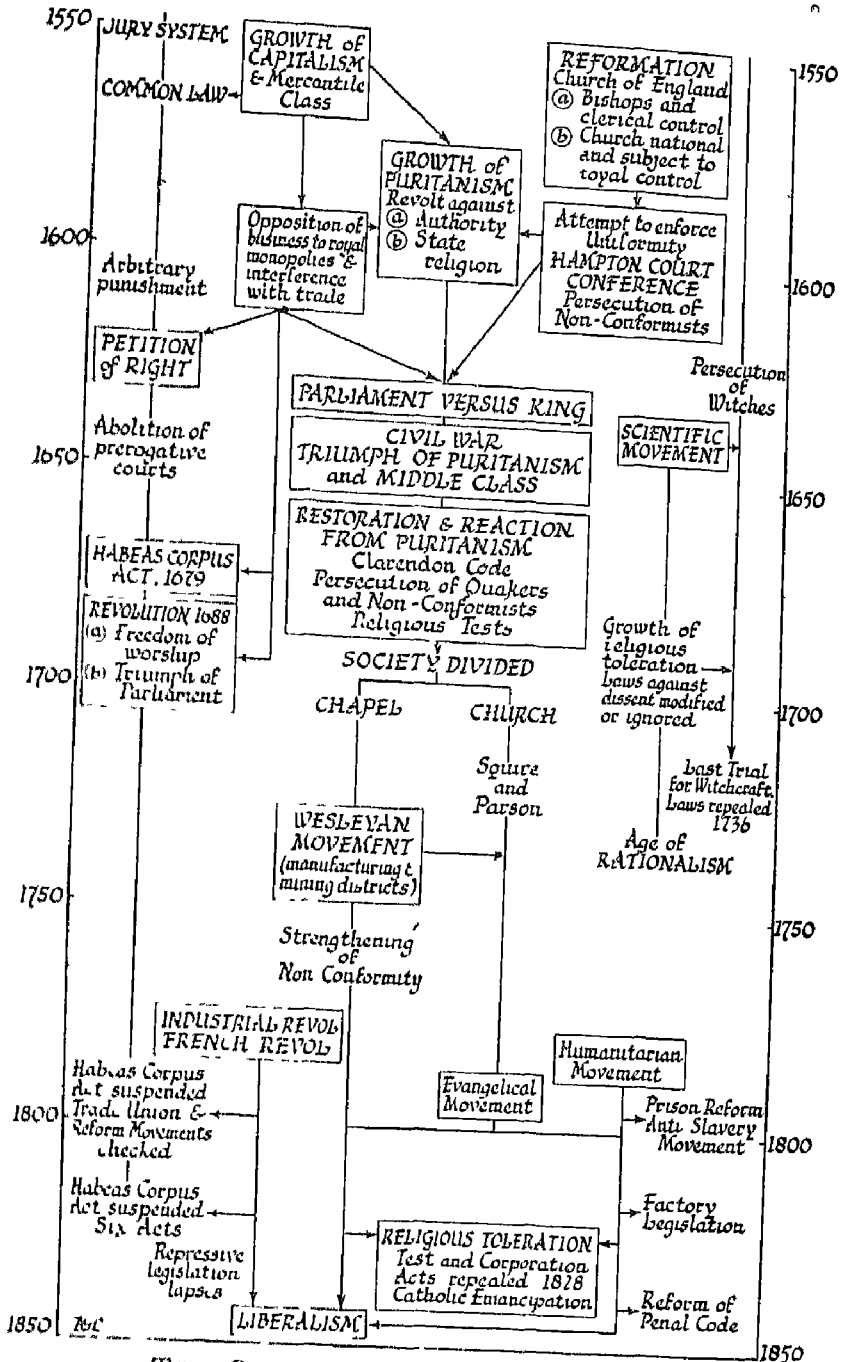 1550
JURY SYSTEM
COMMON LAW
GROWTH of
CAPITALISM
& Mercantile
Class
REFORMATION
Church of England
(a) Bishops and
clerical control
(b) Church national
and subject to
royal control
1550
GROWTH of
PURITANISM
Revolt against
(a) Authority
(b) State
religion
1600
Opposition of
business to royal
monopolies &
interference
with trade
Attempt to enforce
Uniformity
HAMPTON COURT
CONFERENCE
Persecution of
Non-Conformists
1600
Arbitrary
punishment
PETITION
of RIGHT
Persecution
of
Witches
PARLIAMENT VERSUS KING
Abolition of
prerogative
courts
1650
CIVIL WAR
TRIUMPH OF PURITANISM
and MIDDLE CLASS
SCIENTIFIC
MOVEMENT
1650
RESTORATION & REACTION
FROM PURITANISM
Clarendon Code
Persecution of Quakers
and Non-Conformists
Religious Tests
HABEAS CORPUS
ACT, 1679
REVOLUTION 1688
(a) Freedom of
worship
(b) Triumph of
Parliament
1700
SOCIETY DIVIDED
CHAPEL
CHURCH
Growth of
religious
toleration
Laws against
dissent modified
or ignored
1700
Squire
and
Parson
Last Trial
for Witchcraft.
Laws repealed
1736
WESLEYAN
MOVEMENT
(manufacturing &
mining districts)
Age of
RATIONALISM
1750
Strengthening
of
Non Conformity
1750
INDUSTRIAL REVOL
FRENCH REVOL
Humanitarian
Movement
Evangelical
Movement
Habeas Corpus
Act suspended
Trade Union &
Reform Movements
checked
1800
Prison Reform
Anti Slavery
Movement
1800
Habeas Corpus
Act suspended
Six Acts
Factory
Legislation
Repressive
legislation
lapses
RELIGIOUS TOLERATION
Test and Corporation
Acts repealed 1828
Catholic Emancipation
Reform of
Penal Code
1850
LIBERALISM
1850